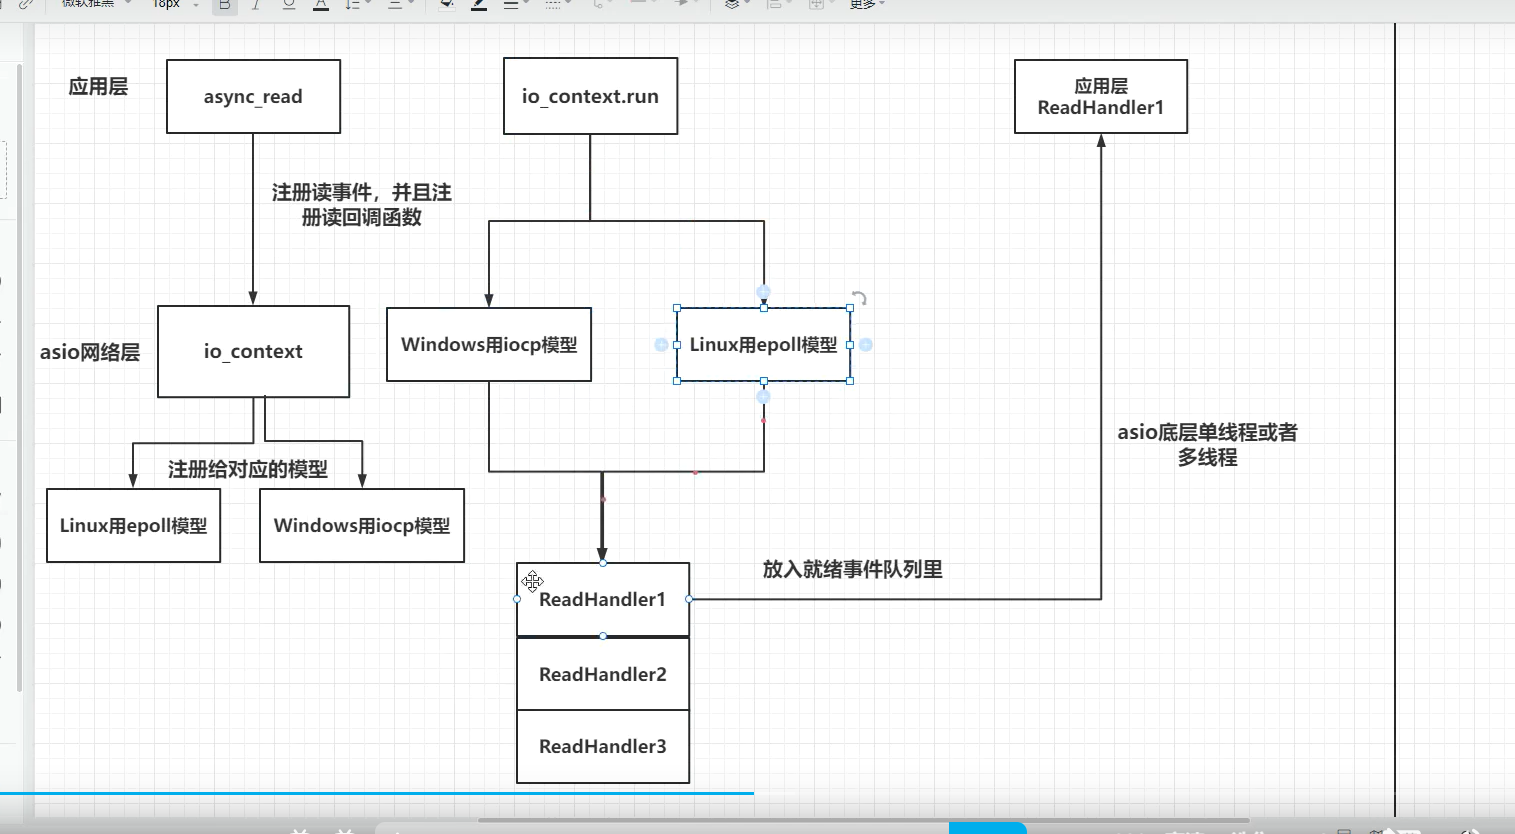 18px
B
更多
应用层
async_read
io_context.run
应用层
ReadHandler1
注册读事件，并且注
册读回调函数
asio网络层
io_context
Windows用iocp模型
Linux用epoll模型
asio底层单线程或者
多线程
注册给对应的模型
Linux用epoll模型
Windows用iocp模型
放入就绪事件队列里
ReadHandler1
ReadHandler2
ReadHandler3